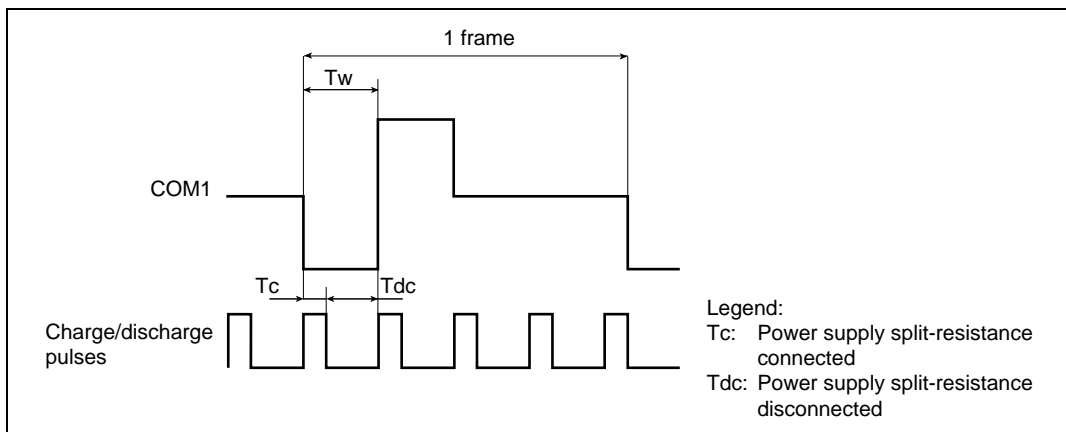 1 frame
Tw
COM1
Tc
Tdc
Charge/discharge
pulses
Legend:
Tc: Power supply split-resistance
connected
Tdc: Power supply split-resistance
disconnected